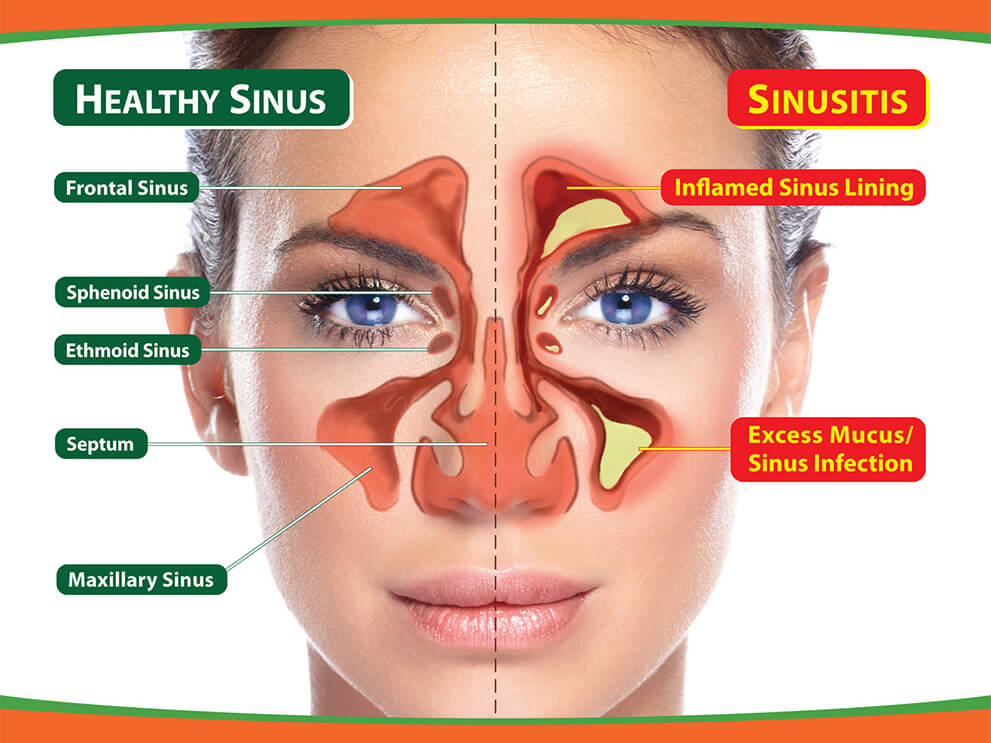 HEALTHY SINUS
SINUSITIS
Frontal Sinus
Inflamed Sinus Lining
Sphenoid Sinus
Ethmoid Sinus
Septum
Excess Mucus/
Sinus Infection
Maxillary Sinus